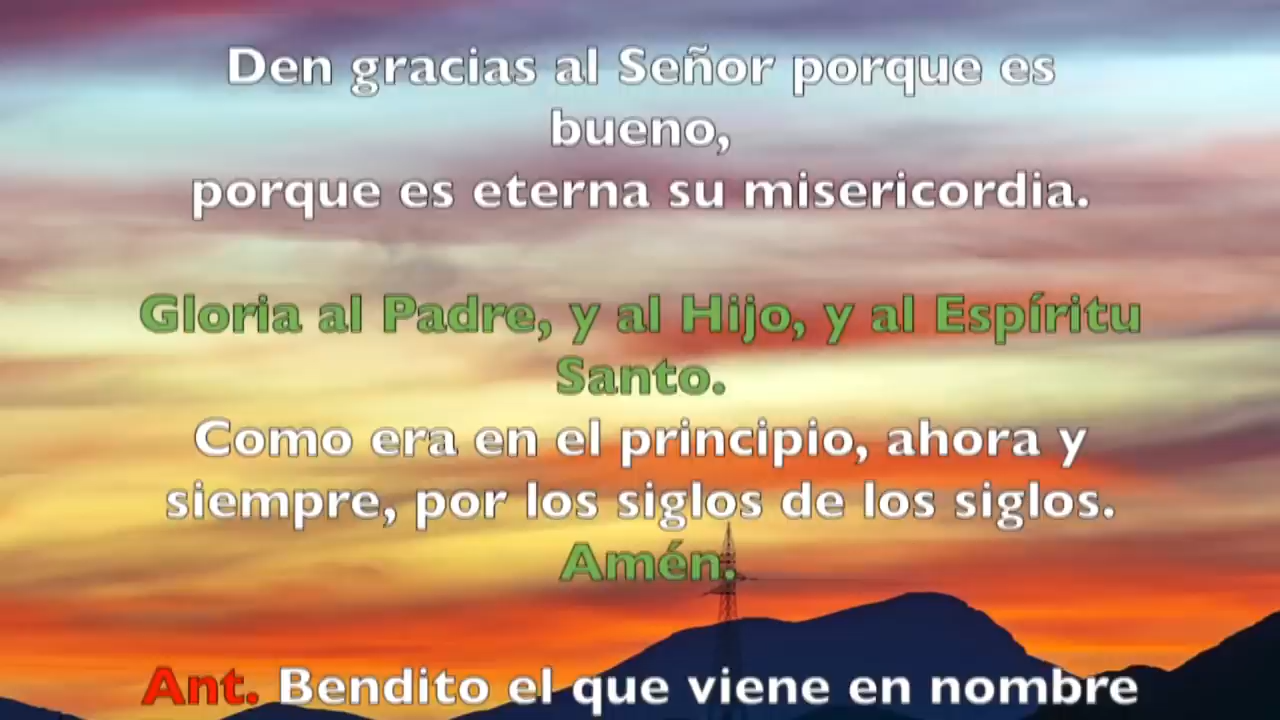 Den gracias al Señor porque es
bueno,
porque es eterna su misericordia.
Gloria al Padre, y al Hijo, y al Espíritu
Santo.
Como era en el principio, ahora y
siempre, por los siglos de los siglos.
Amén.
Ant. Bendito el que viene en nombre